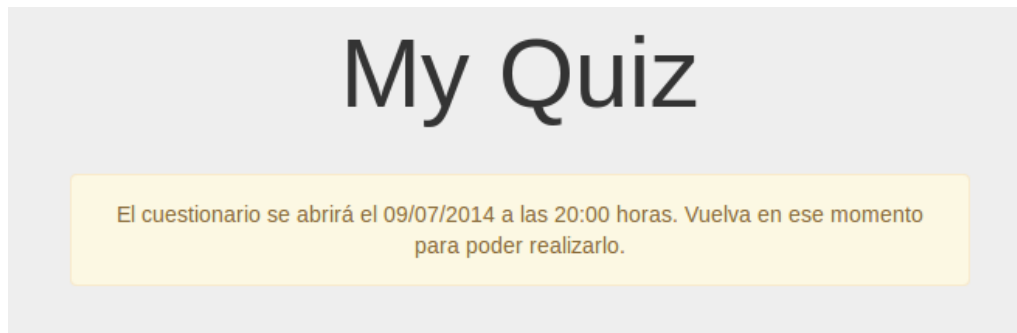 My Quiz
El cuestionario se abrirá el 09/07/2014 a las 20:00 horas. Vuelva en ese momento
para poder realizarlo.